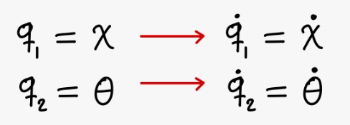 q₁ = x → q̇₁ = ẋ
q₂ = θ → q̇₂ = θ̇